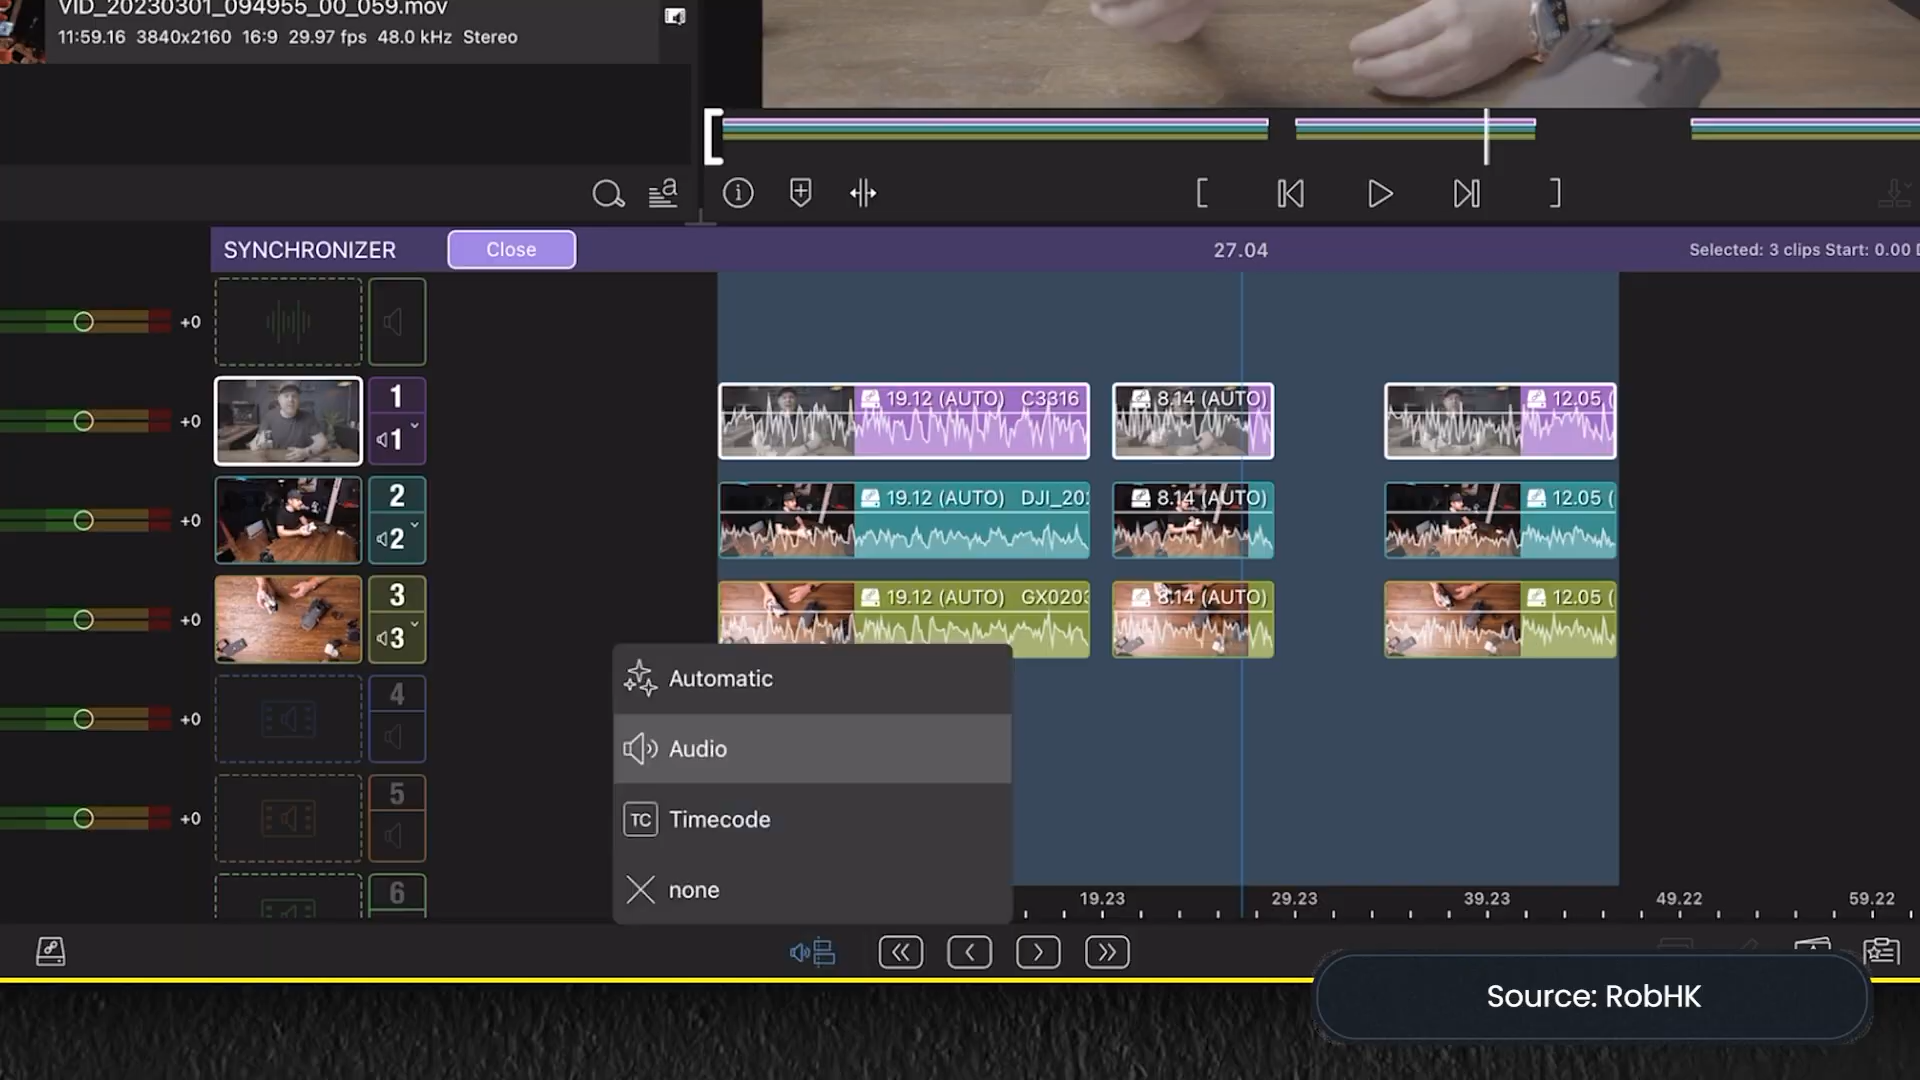 VID_20230301_094955_00_059.mov
11:59.16 3840x2160 16:9 29.97 fps 48.0 kHz Stereo
SYNCHRONIZER
Close
27.04
Selected: 3 clips Start: 0.00
+0
1
1
+0
19.12 (AUTO) C3316
8.14 (AUTO)
12.05 (
2
2
+0
19.12 (AUTO) DJI_20
8.14 (AUTO)
12.05 (
3
3
+0
19.12 (AUTO) GX020
8.14 (AUTO)
12.05 (
4
+0
5
+0
6
Automatic
Audio
TC Timecode
none
19.23
29.23
39.23
49.22
59.22
Source: RobHK